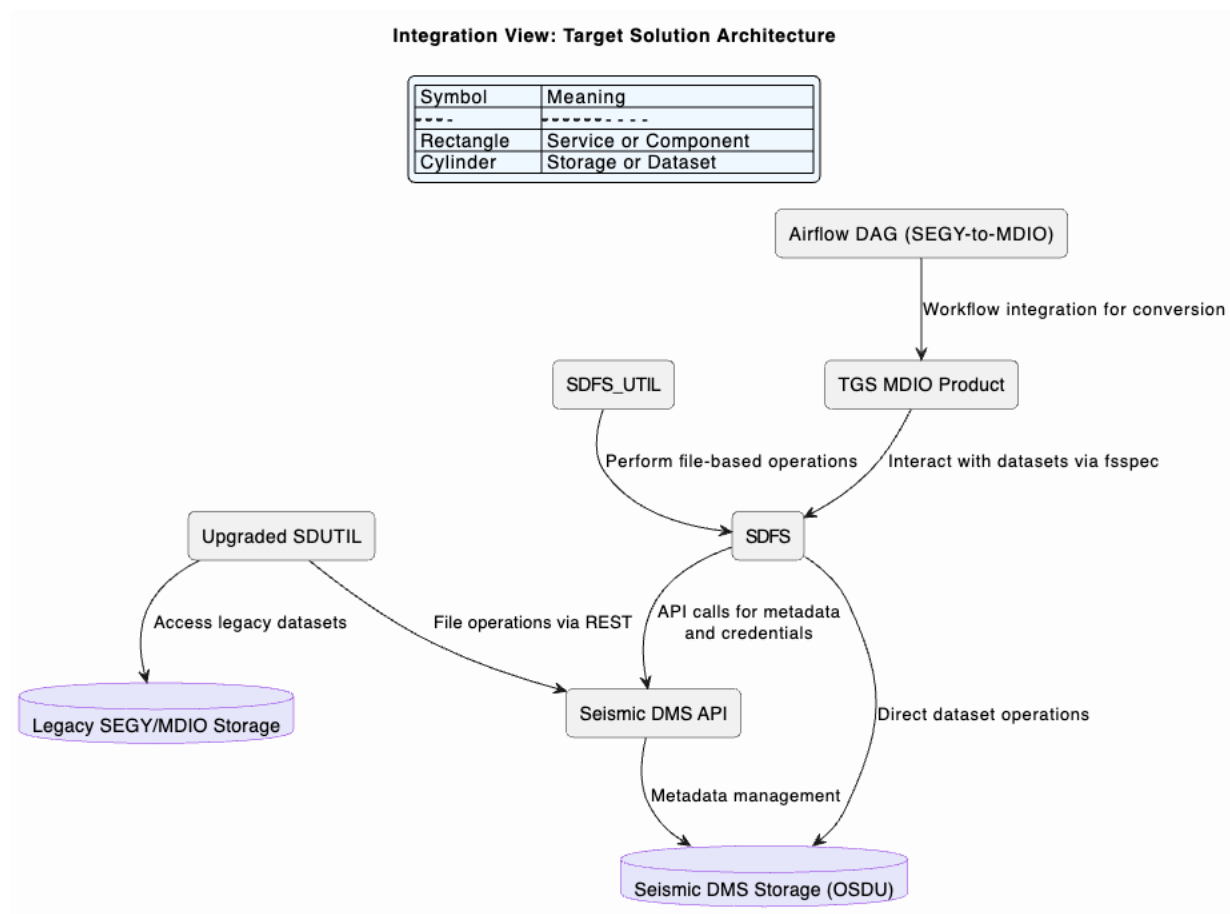 Integration View: Target Solution Architecture
Symbol Meaning
---- ----------
Rectangle Service or Component
Cylinder Storage or Dataset
Airflow DAG (SEGY-to-MDIO)
Workflow integration for conversion
SDFS_UTIL
TGS MDIO Product
Perform file-based operations
Interact with datasets via fsspec
Upgraded SDUTIL
SDFS
Access legacy datasets
File operations via REST
API calls for metadata
and credentials
Legacy SEGY/MDIO Storage
Seismic DMS API
Direct dataset operations
Metadata management
Seismic DMS Storage (OSDU)